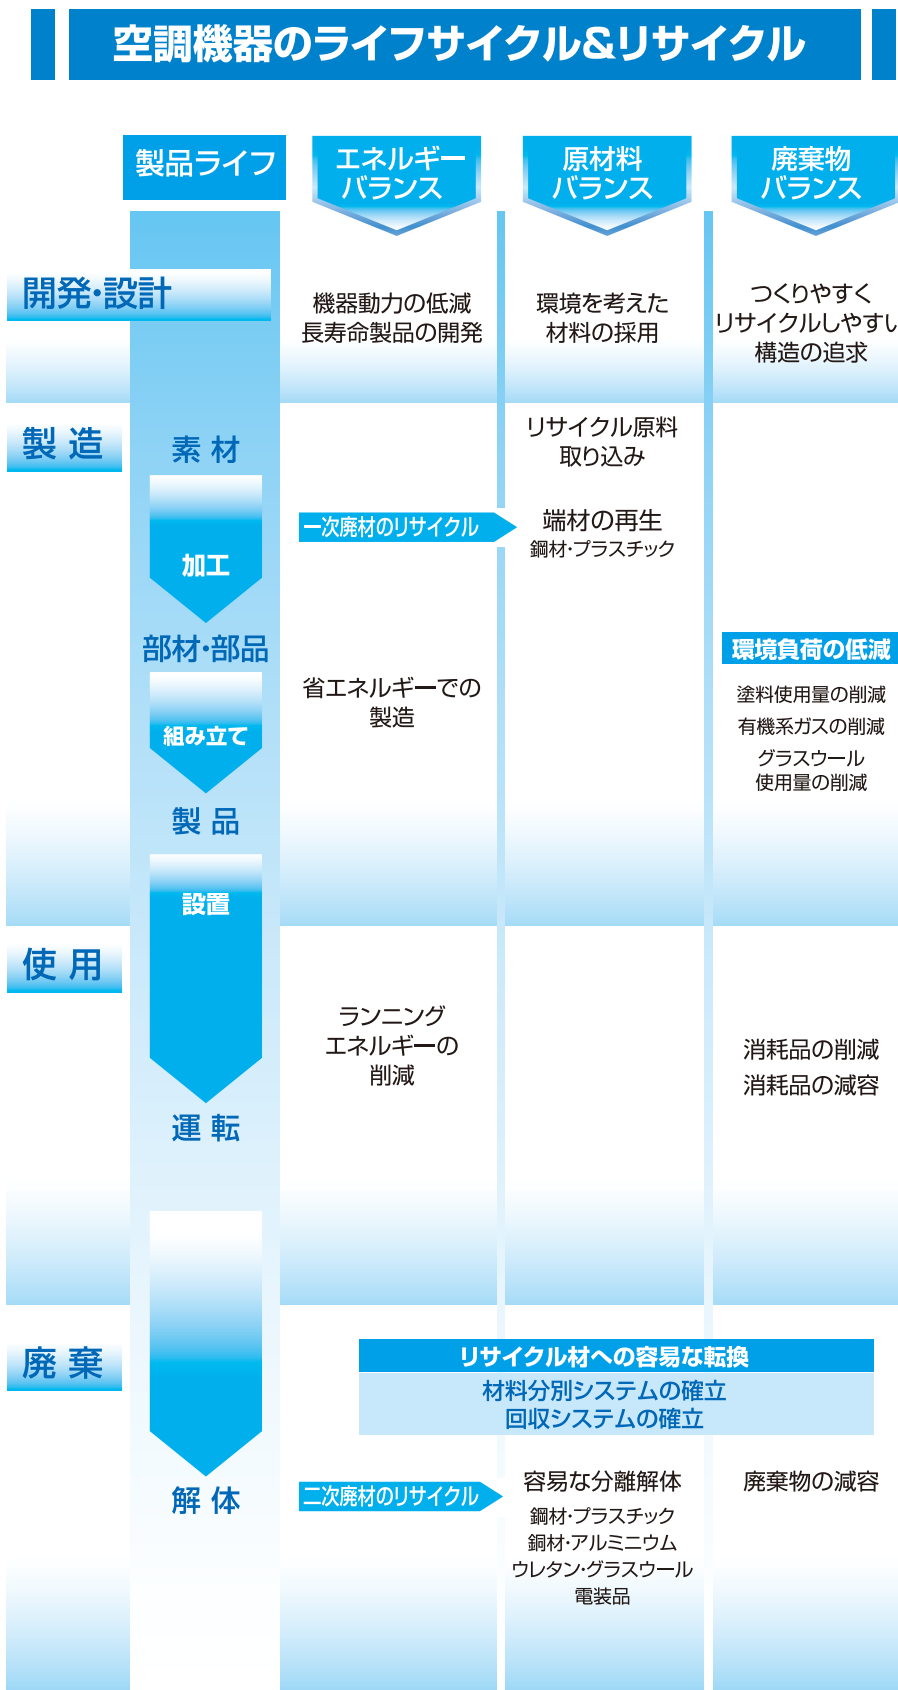 空調機器のライフサイクル&リサイクル
製品ライフ
エネルギー
バランス
原材料
バランス
廃棄物
バランス
開発・設計
機器動力の低減
長寿命製品の開発
環境を考えた
材料の採用
つくりやすく
リサイクルしやすい
構造の追求
製 造
素 材
加工
部材・部品
組み立て
製 品
設置
一次廃材のリサイクル
省エネルギーでの
製造
リサイクル原料
取り込み
端材の再生
鋼材・プラスチック
環境負荷の低減
塗料使用量の削減
有機系ガスの削減
グラスウール
使用量の削減
使 用
運 転
ランニング
エネルギーの
削減
消耗品の削減
消耗品の減容
廃 棄
解 体
リサイクル材への容易な転換
材料分別システムの確立
回収システムの確立
二次廃材のリサイクル
容易な分離解体
鋼材・プラスチック
銅材・アルミニウム
ウレタン・グラスウール
電装品
廃棄物の減容